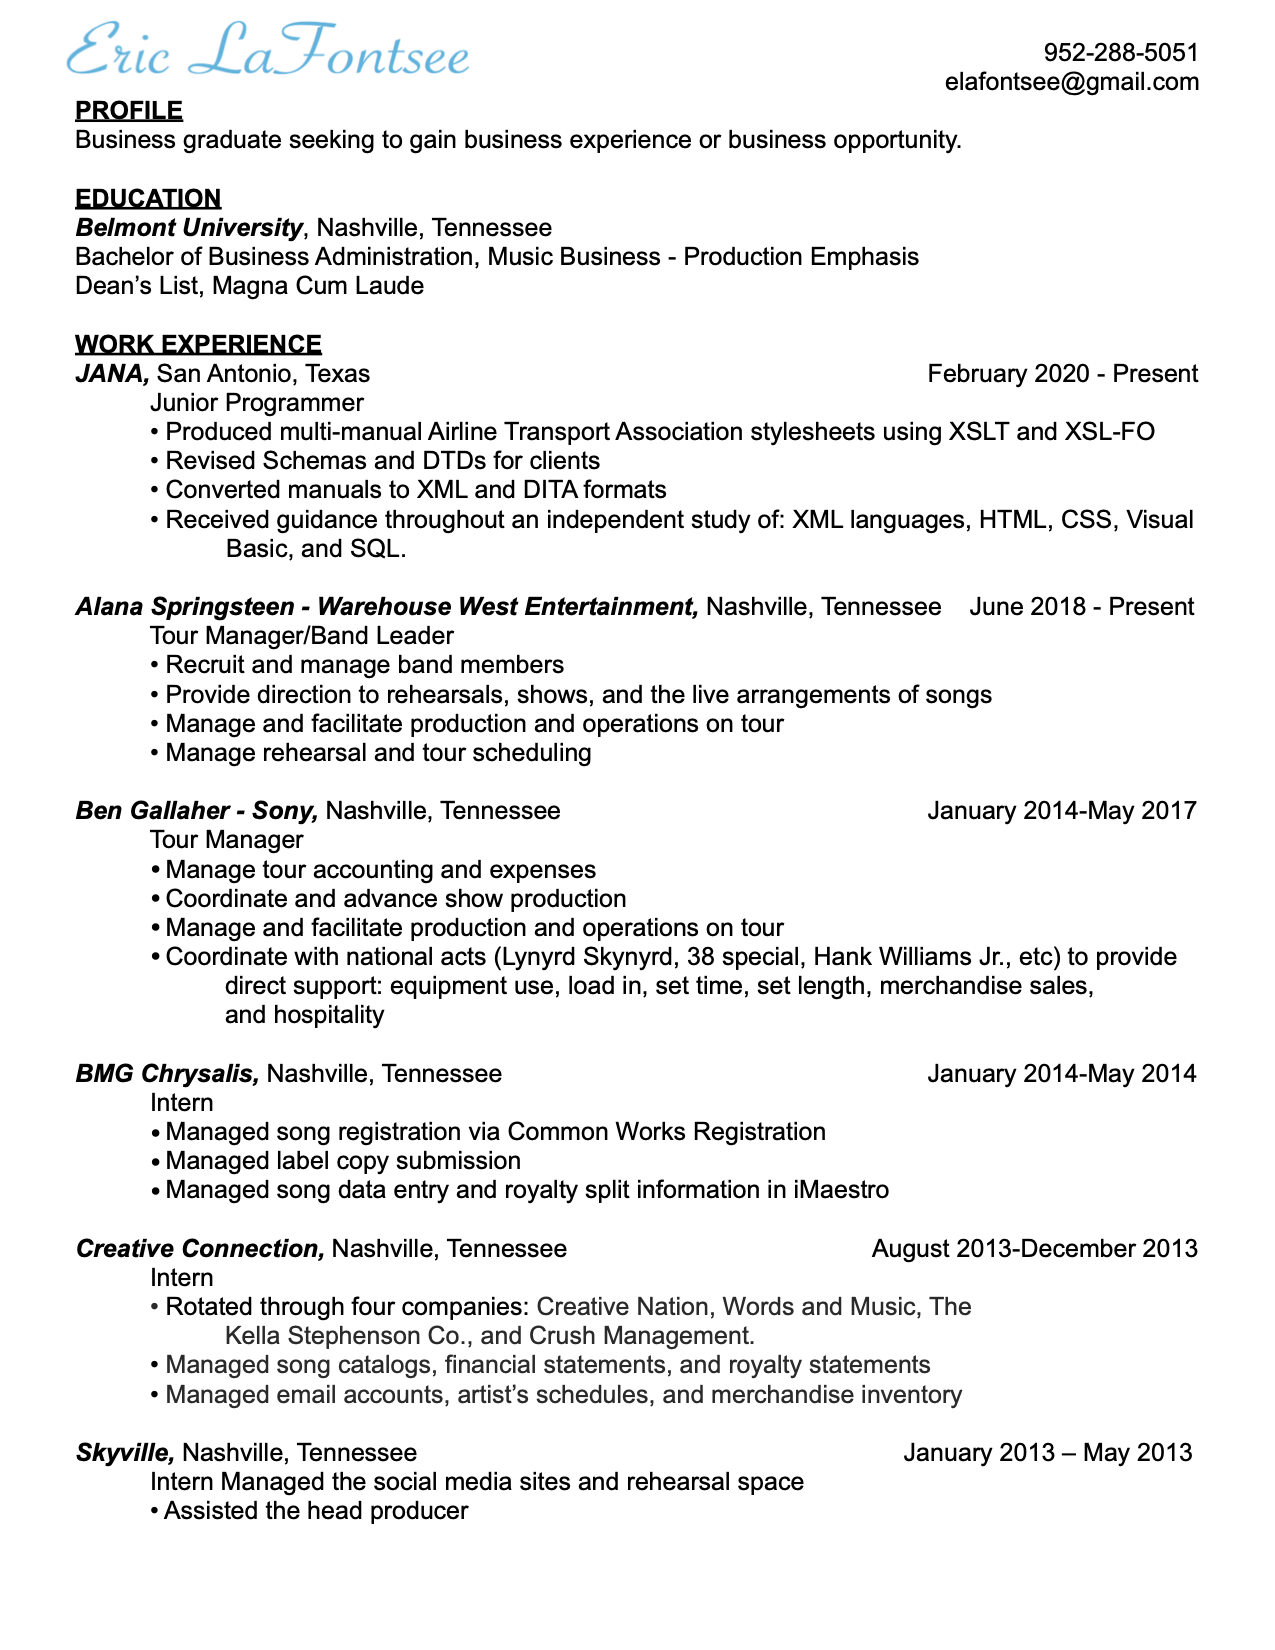 Eric LaFontsee
952-288-5051
elafontsee@gmail.com
PROFILE
Business graduate seeking to gain business experience or business opportunity.
EDUCATION
Belmont University, Nashville, Tennessee
Bachelor of Business Administration, Music Business - Production Emphasis
Dean’s List, Magna Cum Laude
WORK EXPERIENCE
JANA, San Antonio, Texas February 2020 - Present
Junior Programmer
• Produced multi-manual Airline Transport Association stylesheets using XSLT and XSL-FO
• Revised Schemas and DTDs for clients
• Converted manuals to XML and DITA formats
• Received guidance throughout an independent study of: XML languages, HTML, CSS, Visual
Basic, and SQL.
Alana Springsteen - Warehouse West Entertainment, Nashville, Tennessee June 2018 - Present
Tour Manager/Band Leader
• Recruit and manage band members
• Provide direction to rehearsals, shows, and the live arrangements of songs
• Manage and facilitate production and operations on tour
• Manage rehearsal and tour scheduling
Ben Gallaher - Sony, Nashville, Tennessee January 2014-May 2017
Tour Manager
• Manage tour accounting and expenses
• Coordinate and advance show production
• Manage and facilitate production and operations on tour
• Coordinate with national acts (Lynyrd Skynyrd, 38 special, Hank Williams Jr., etc) to provide
direct support: equipment use, load in, set time, set length, merchandise sales,
and hospitality
BMG Chrysalis, Nashville, Tennessee January 2014-May 2014
Intern
• Managed song registration via Common Works Registration
• Managed label copy submission
• Managed song data entry and royalty split information in iMaestro
Creative Connection, Nashville, Tennessee August 2013-December 2013
Intern
• Rotated through four companies: Creative Nation, Words and Music, The
Kella Stephenson Co., and Crush Management.
• Managed song catalogs, financial statements, and royalty statements
• Managed email accounts, artist’s schedules, and merchandise inventory
Skyville, Nashville, Tennessee January 2013 – May 2013
Intern Managed the social media sites and rehearsal space
• Assisted the head producer